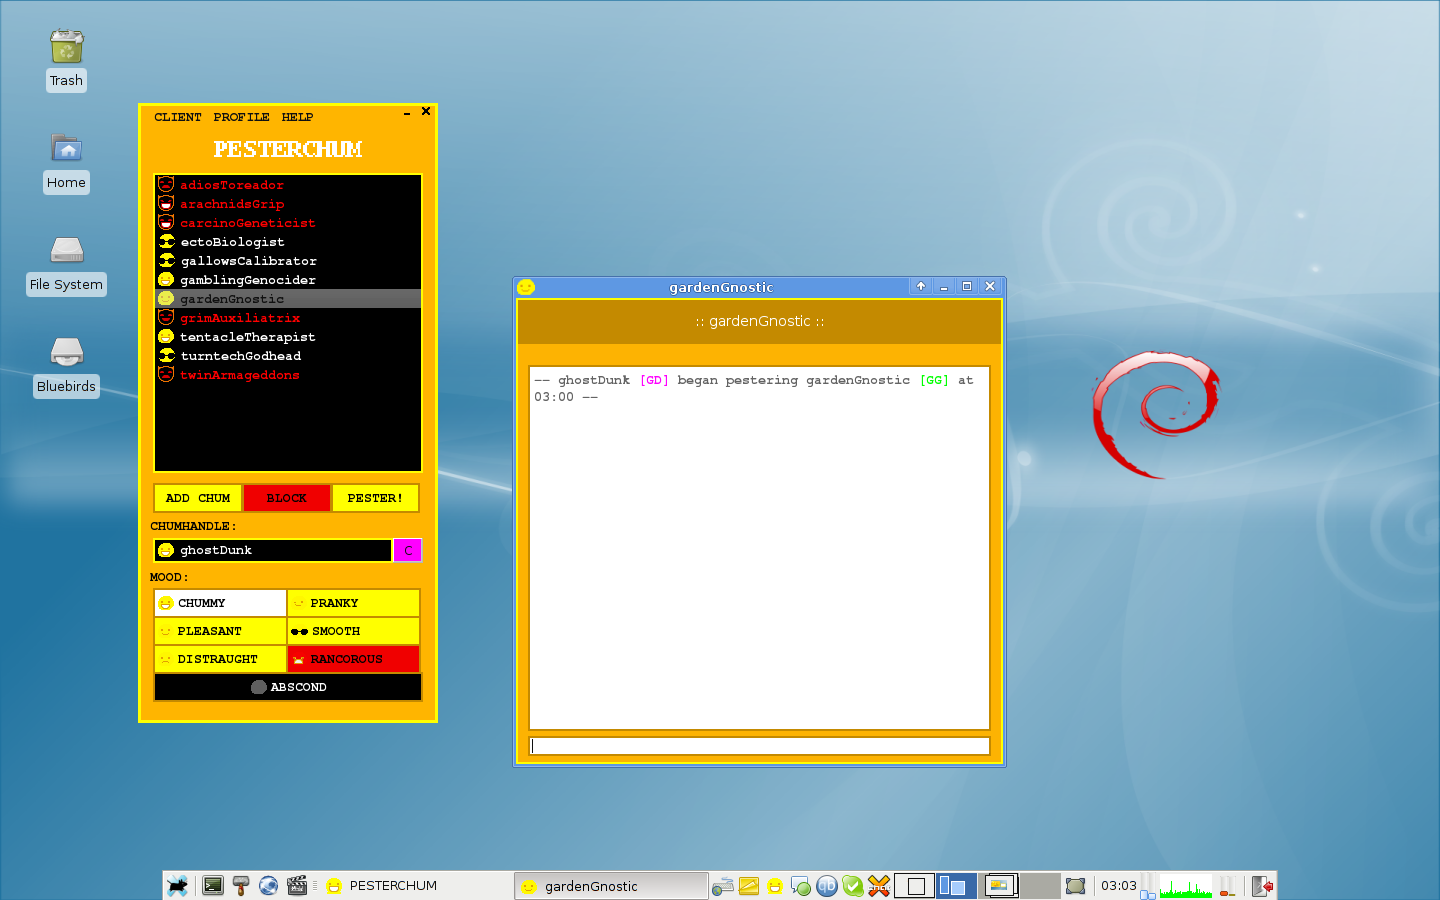 Trash
Home
File System
Bluebirds
CLIENT PROFILE HELP
PESTERCHUM
adiosToreador
arachnidsGrip
carcinoGeneticist
ectoBiologist
gallowsCalibrator
gamblingGenocider
gardenGnostic
grimAuxiliatrix
tentacleTherapist
turntechGodhead
twinArmageddons
ADD CHUM BLOCK PESTER!
CHUMHANDLE:
ghostDunk C
MOOD:
CHUMMY PRANKY
PLEASANT SMOOTH
DISTRAUGHT RANCOROUS
ABSCOND
gardenGnostic
:: gardenGnostic ::
-- ghostDunk [GD] began pestering gardenGnostic [GG] at
03:00 --
PESTERCHUM gardenGnostic qb 03:03